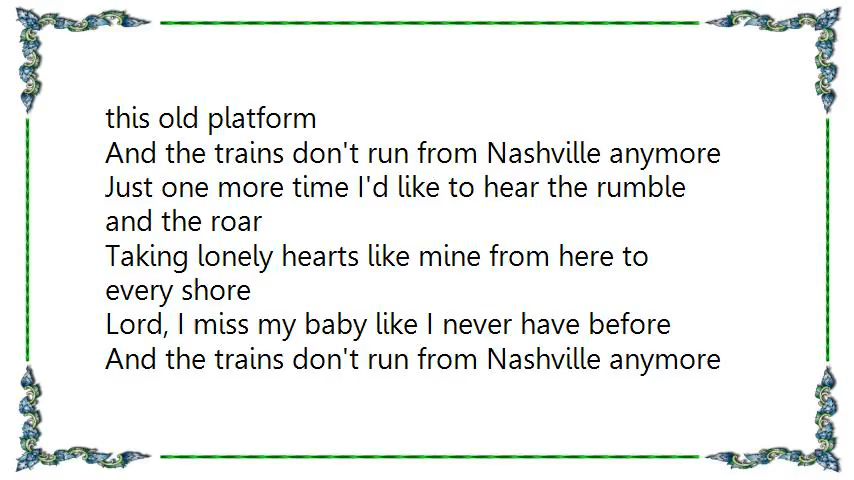 this old platform
And the trains don't run from Nashville anymore
Just one more time I'd like to hear the rumble
and the roar
Taking lonely hearts like mine from here to
every shore
Lord, I miss my baby like I never have before
And the trains don't run from Nashville anymore